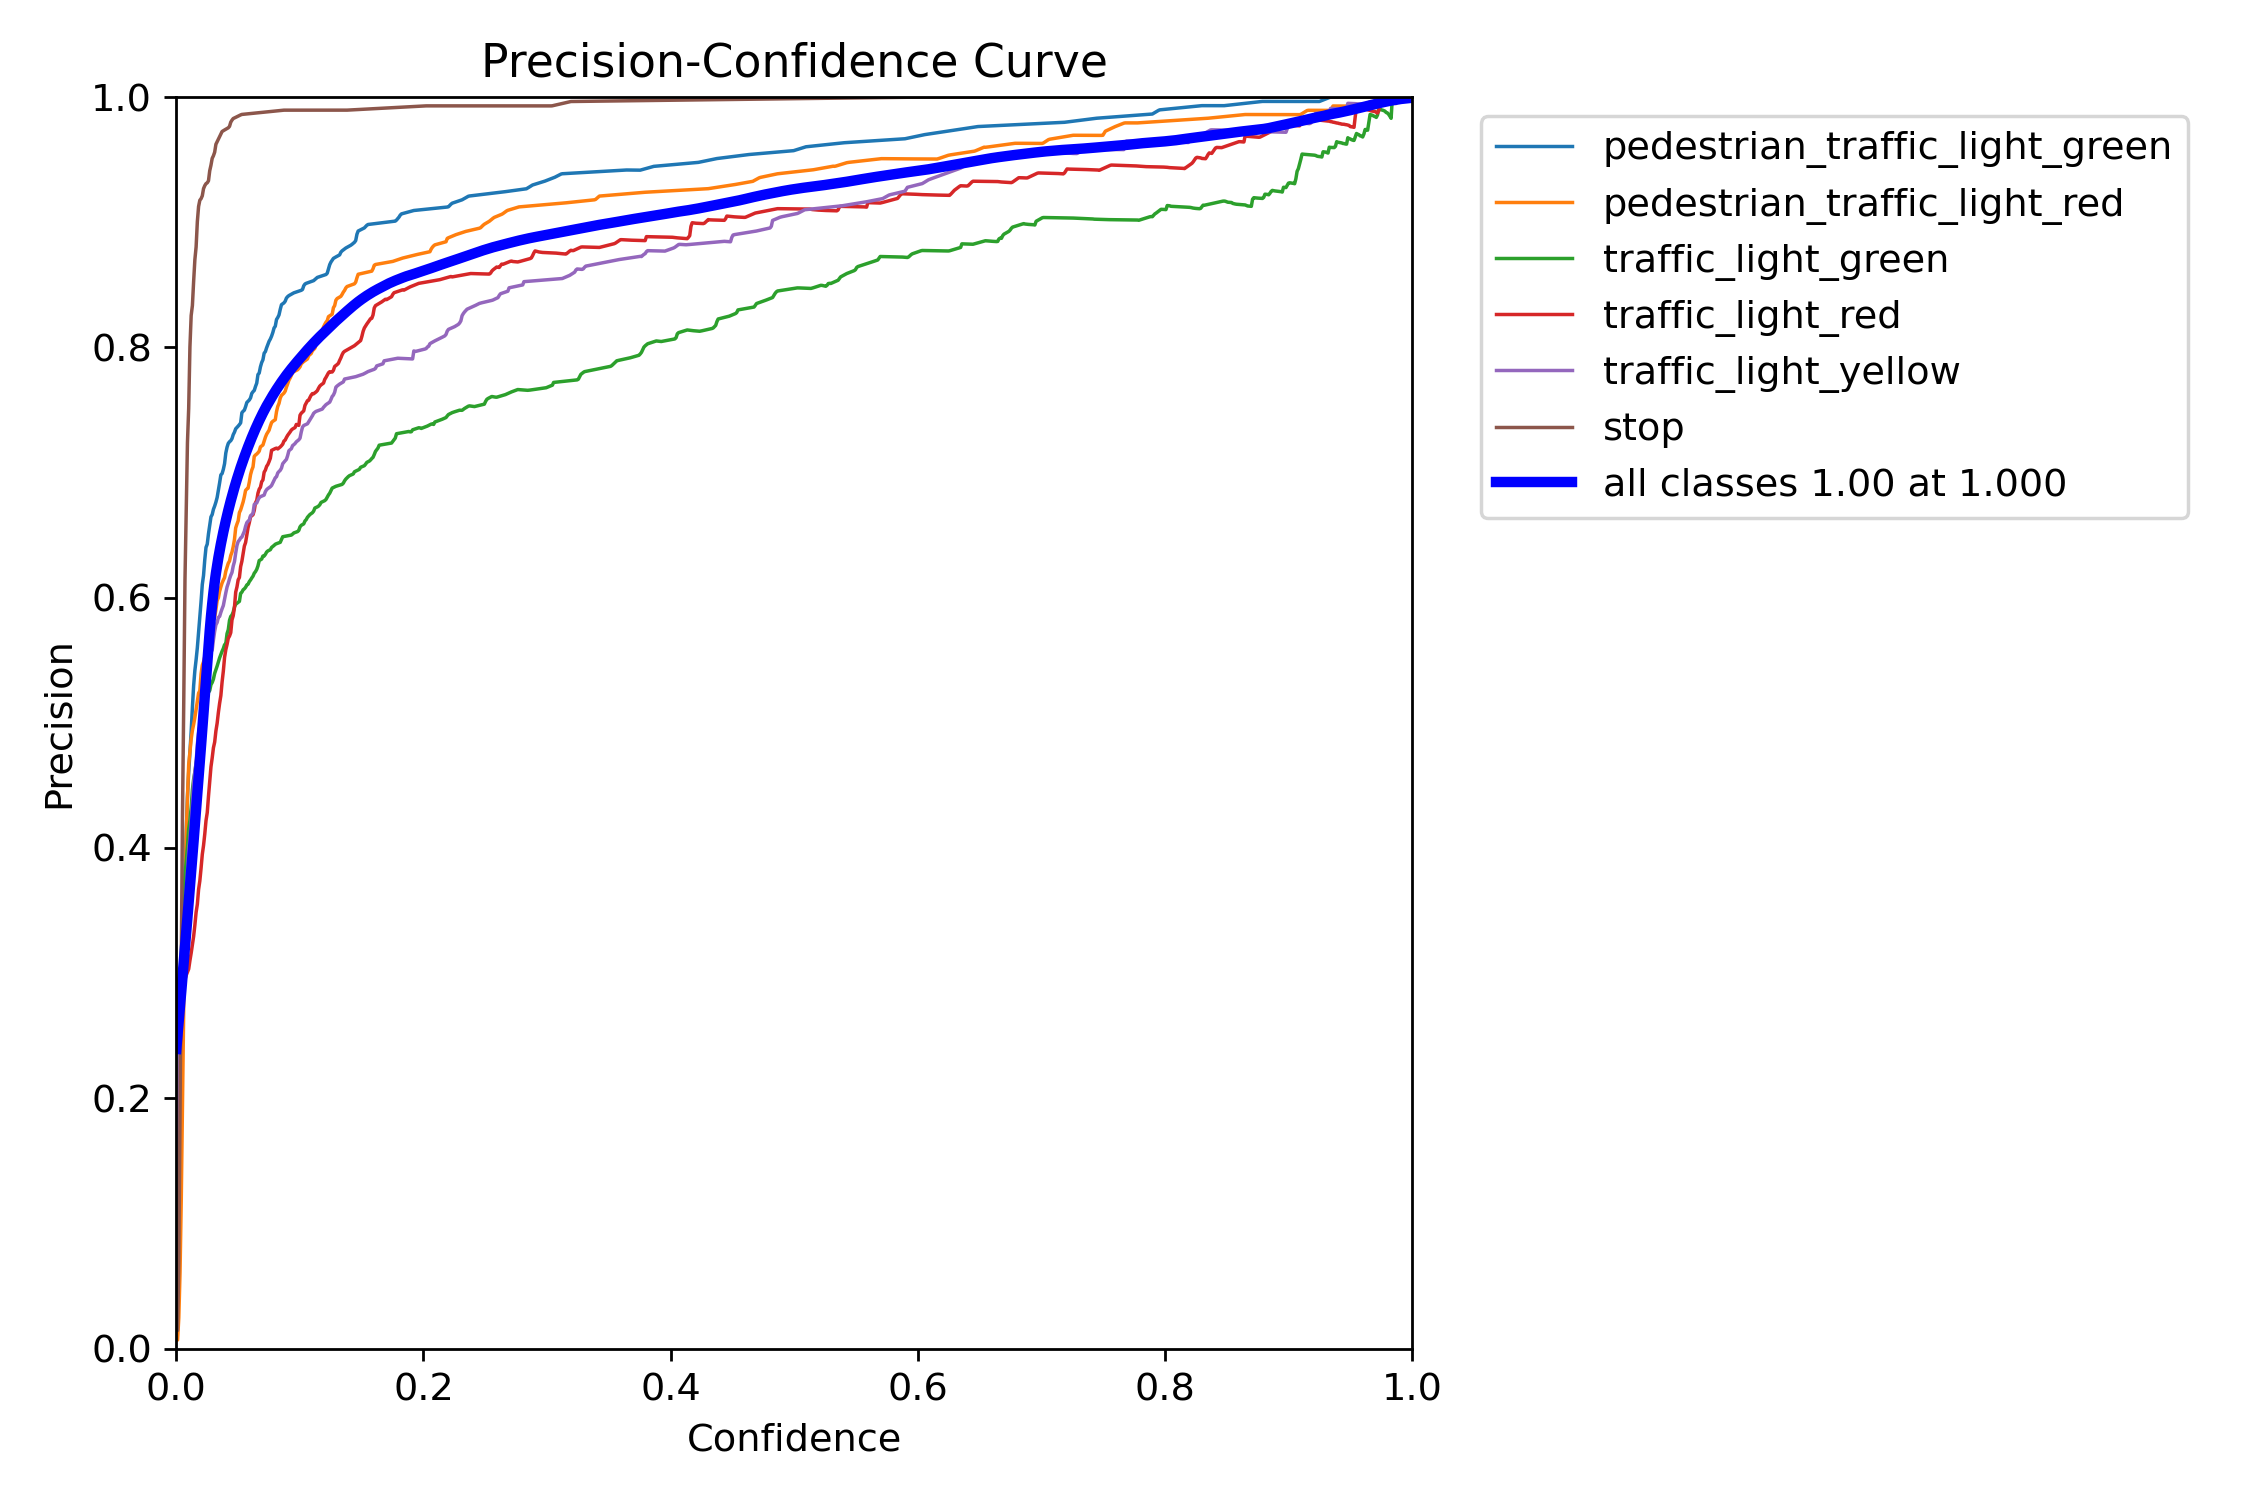 Precision-Confidence Curve
1.0
0.8
0.6
0.4
0.2
0.0
Precision
0.0 0.2 0.4 0.6 0.8 1.0
Confidence
pedestrian_traffic_light_green
pedestrian_traffic_light_red
traffic_light_green
traffic_light_red
traffic_light_yellow
stop
all classes 1.00 at 1.000